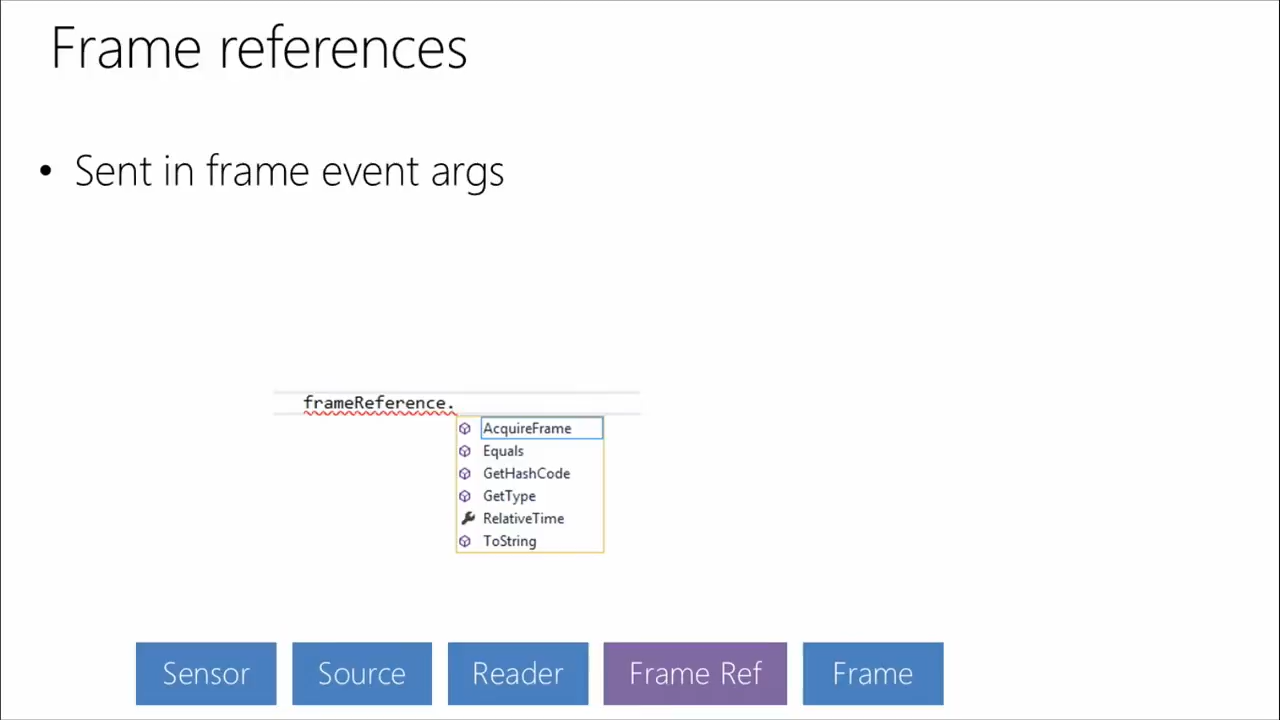 Frame references
• Sent in frame event args
frameReference.
AcquireFrame
Equals
GetHashCode
GetType
RelativeTime
ToString
Sensor Source Reader Frame Ref Frame